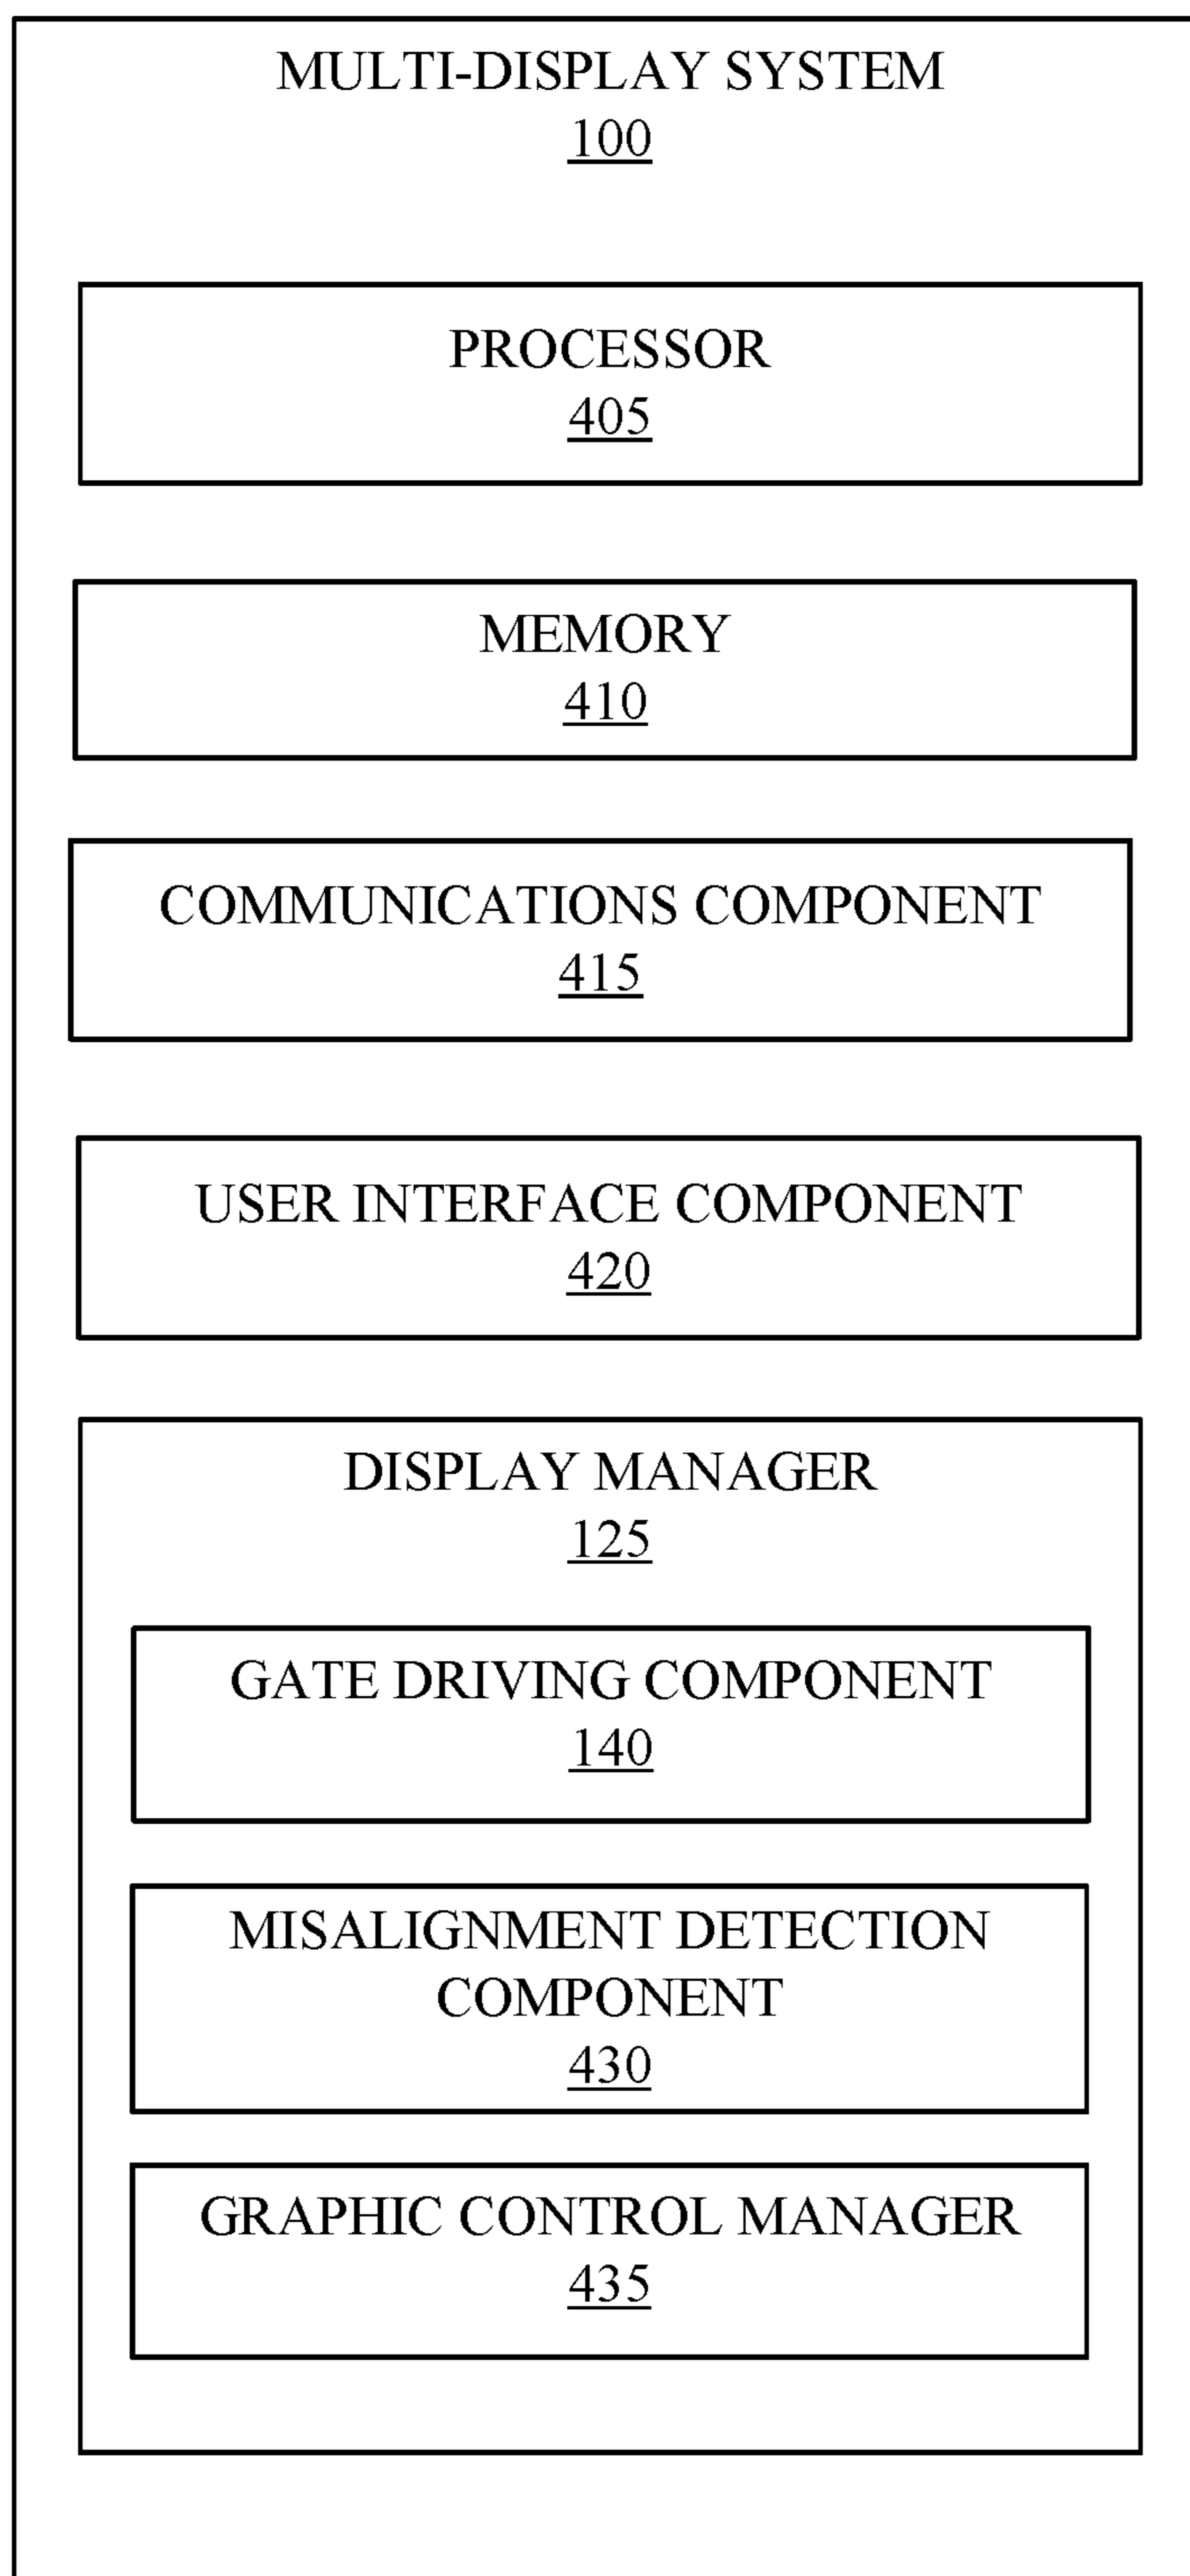 MULTI-DISPLAY SYSTEM
100
PROCESSOR
405
MEMORY
410
COMMUNICATIONS COMPONENT
415
USER INTERFACE COMPONENT
420
DISPLAY MANAGER
125
GATE DRIVING COMPONENT
140
MISALIGNMENT DETECTION
COMPONENT
430
GRAPHIC CONTROL MANAGER
435